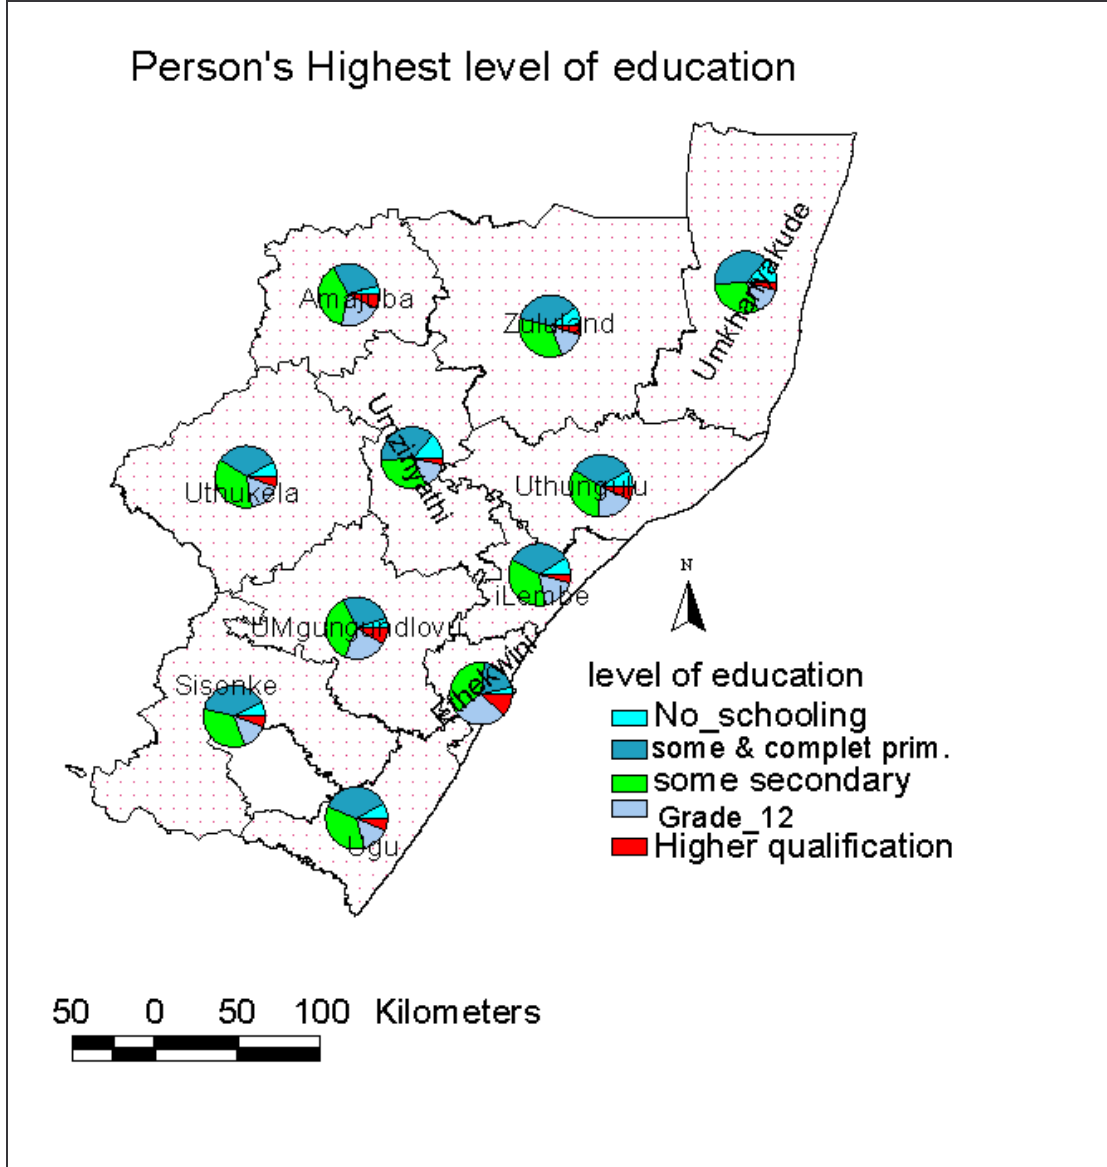 Person's Highest level of education
Umkhanyakude
Amajuba
Zululand
Umzinyathi
Uthukela
Uthungulu
iLembe
N
UMgungundlovu
EtheKwini
Sisonke
Ugu
level of education
No_schooling
some & complet prim.
some secondary
Grade_12
Higher qualification
50 0 50 100 Kilometers